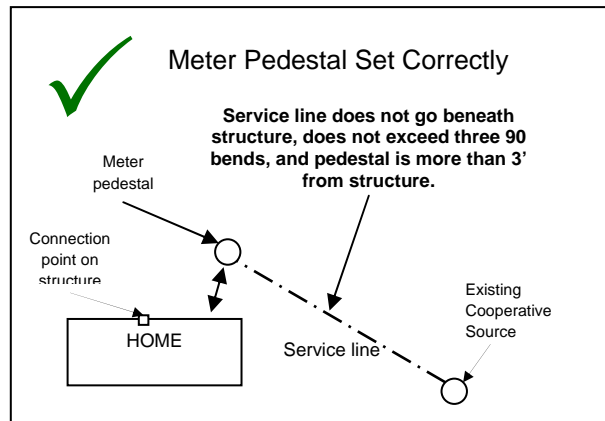 Meter Pedestal Set Correctly
Service line does not go beneath
structure, does not exceed three 90
bends, and pedestal is more than 3’
from structure.
Meter
pedestal
Connection
point on
structure
HOME
Service line
Existing
Cooperative
Source